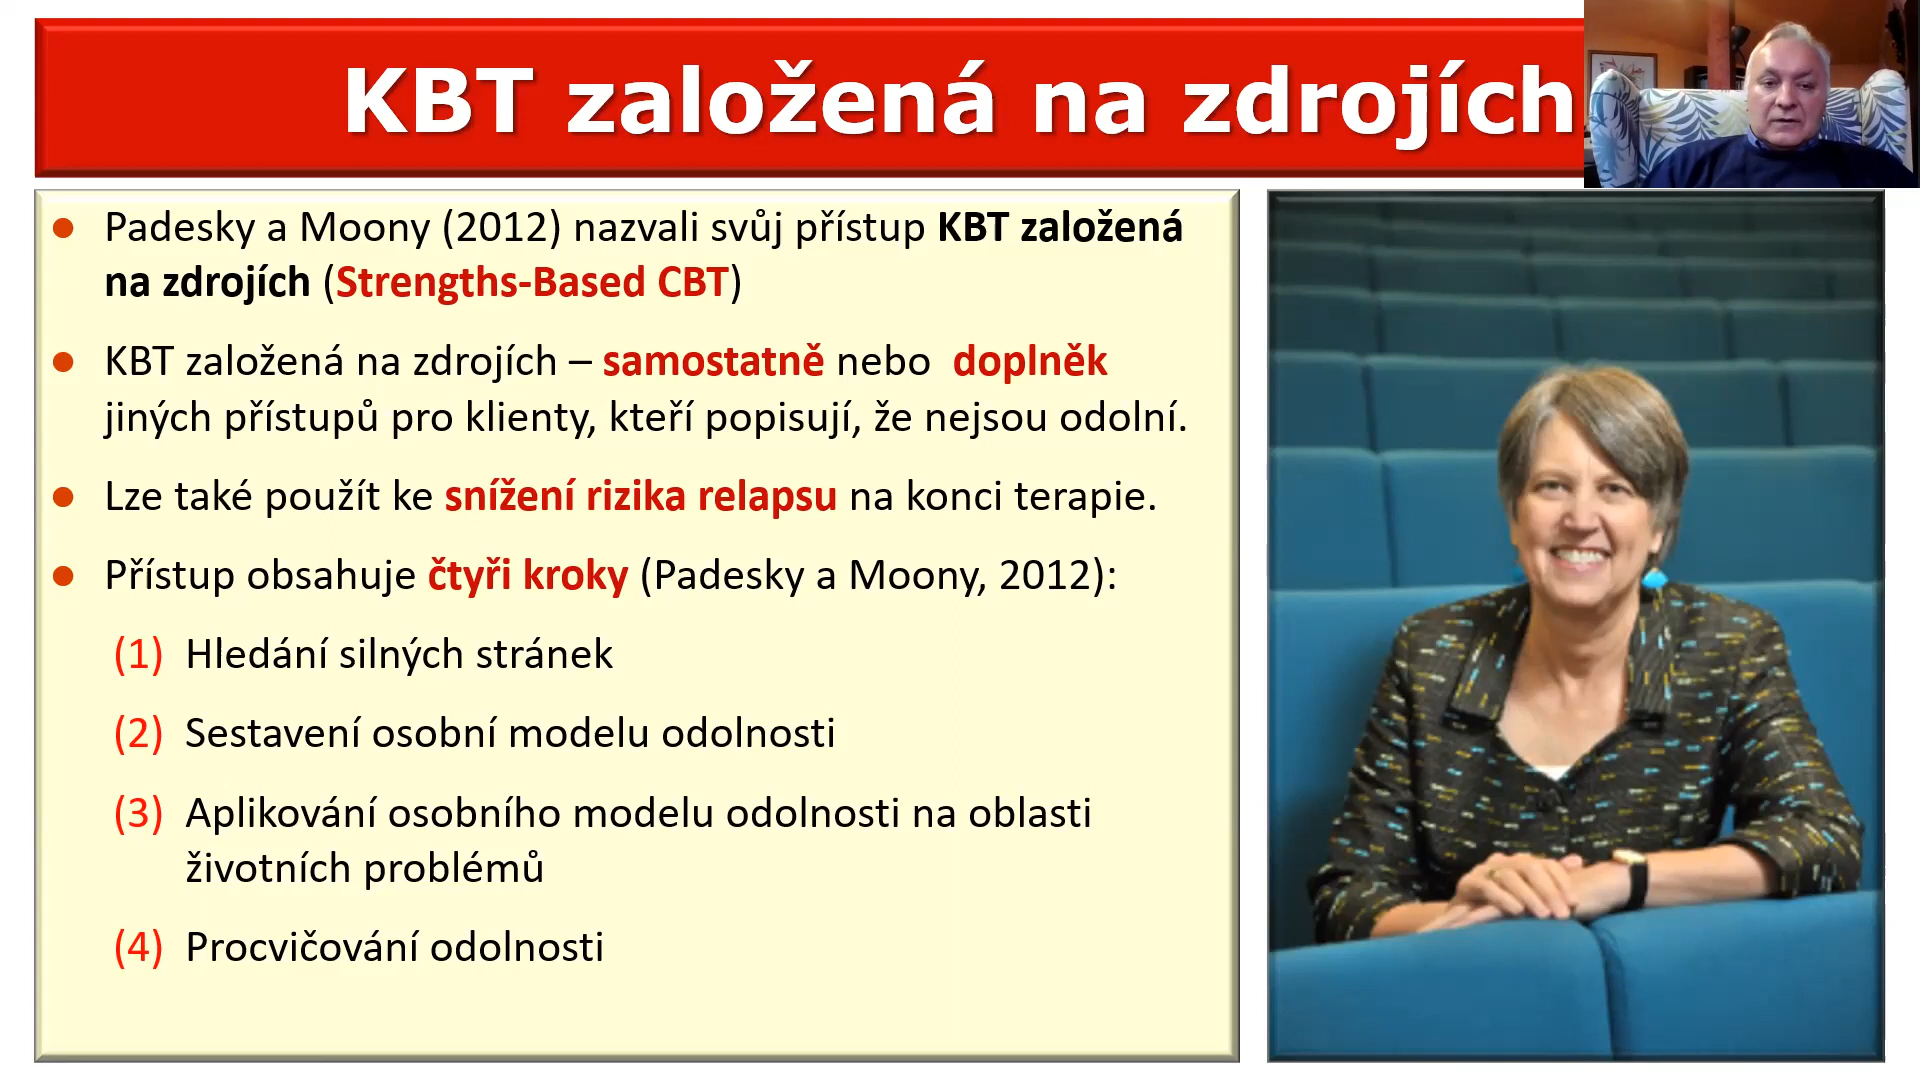 KBT založená na zdrojích
Padesky a Moony (2012) nazvali svůj přístup KBT založená
na zdrojích (Strengths-Based CBT)
KBT založená na zdrojích – samostatně nebo doplněk
jiných přístupů pro klienty, kteří popisují, že nejsou odolní.
Lze také použít ke snížení rizika relapsu na konci terapie.
Přístup obsahuje čtyři kroky (Padesky a Moony, 2012):
(1) Hledání silných stránek
(2) Sestavení osobní modelu odolnosti
(3) Aplikování osobního modelu odolnosti na oblasti
životních problémů
(4) Procvičování odolnosti